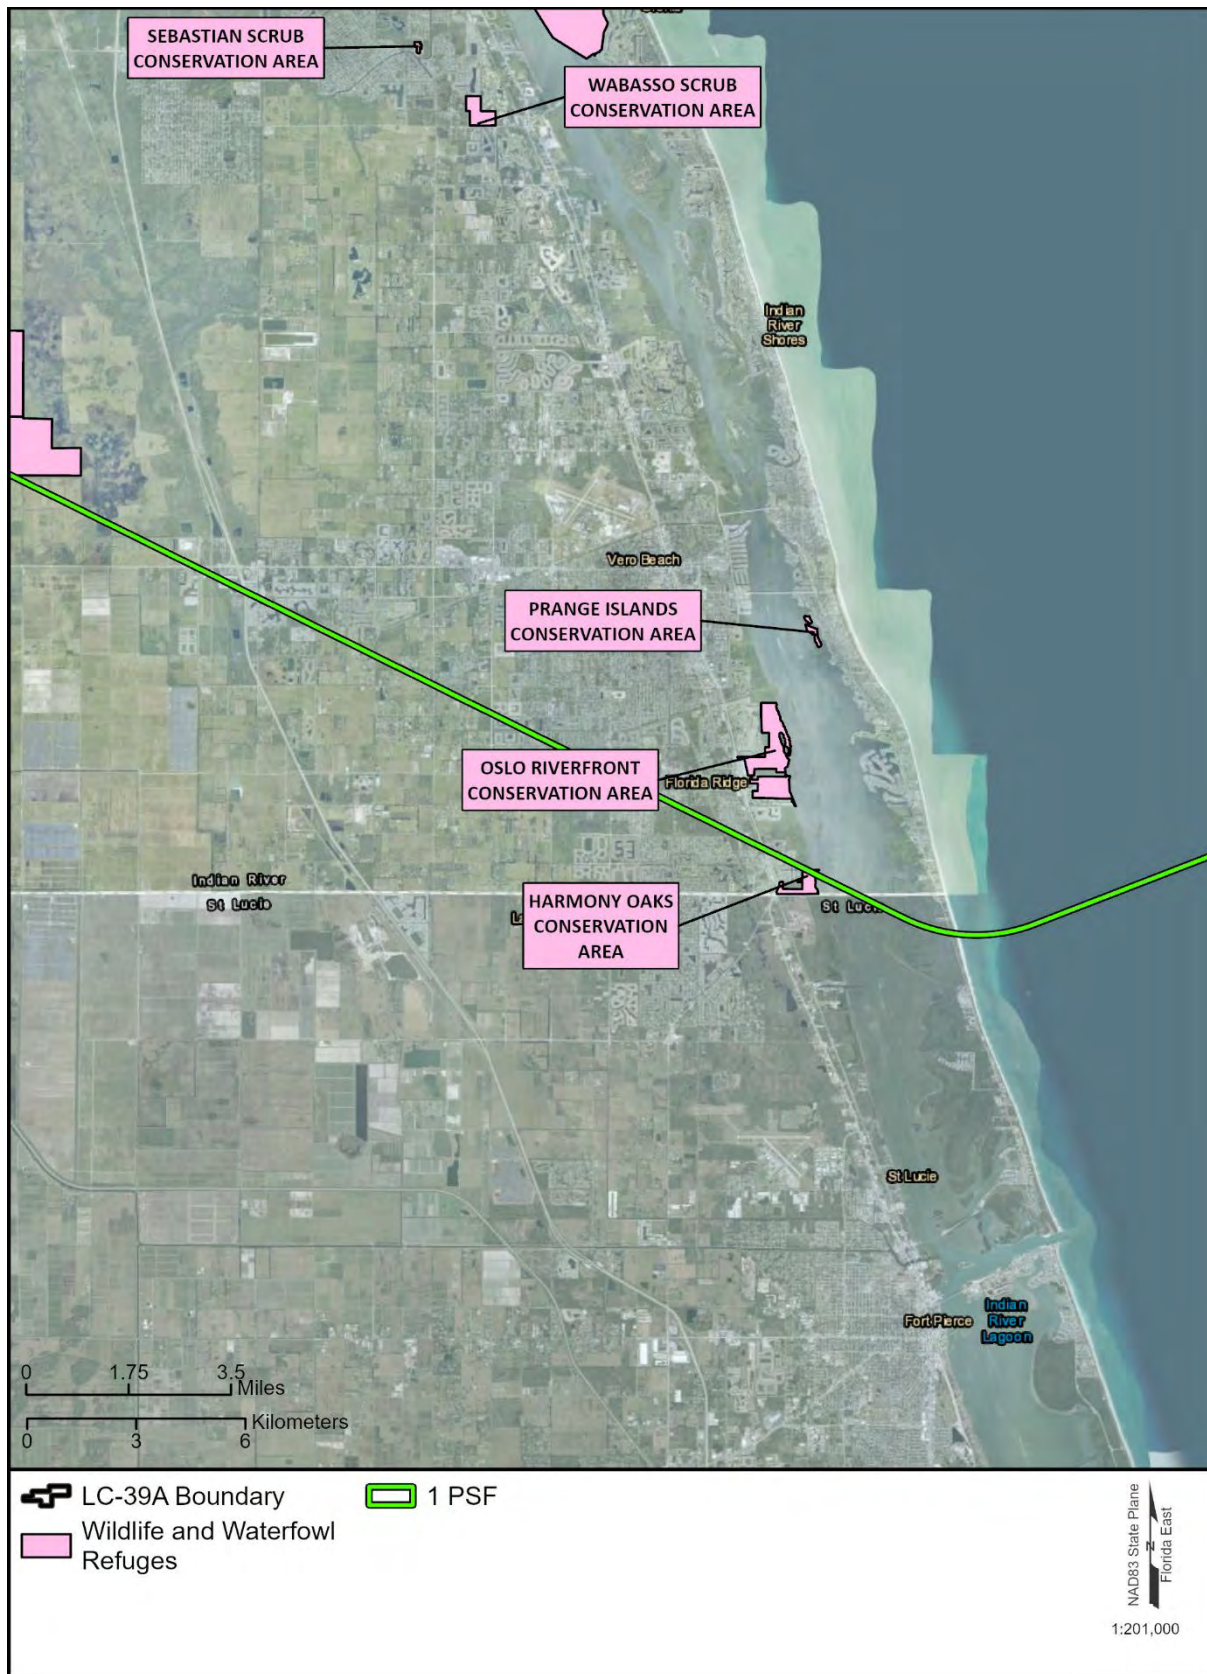 SEBASTIAN SCRUB
CONSERVATION AREA
WABASSO SCRUB
CONSERVATION AREA
Indian
River
Shores
Vero Beach
PRANGE ISLANDS
CONSERVATION AREA
OSLO RIVERFRONT
CONSERVATION AREA
Florida Ridge
Indian River
St Lucie
HARMONY OAKS
CONSERVATION
AREA
St Lucie
St Lucie
Fort Pierce
Indian
River
Lagoon
0 1.75 3.5
Miles
Kilometers
0 3 6
LC-39A Boundary
1 PSF
Wildlife and Waterfowl
Refuges
NAD83 State Plane
Florida East
N
1:201,000